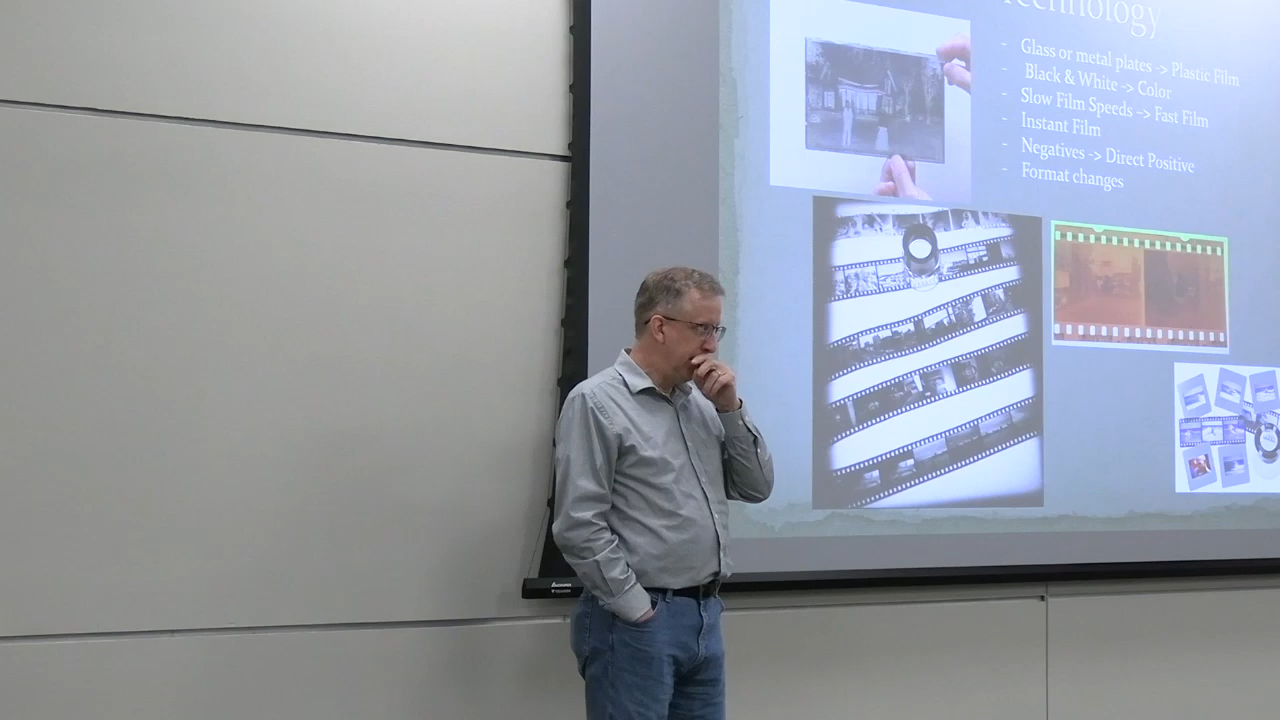 Technology
- Glass or metal plates -> Plastic Film
- Black & White -> Color
- Slow Film Speeds -> Fast Film
- Instant Film
- Negatives -> Direct Positive
- Format changes